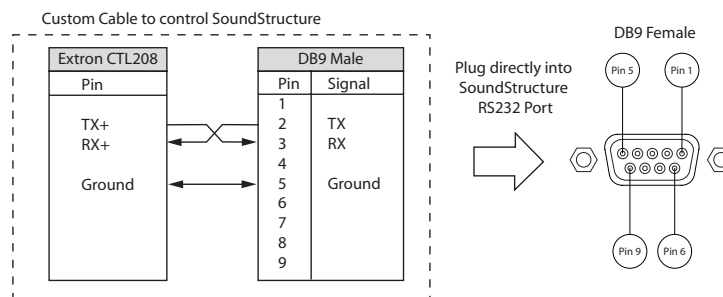 Custom Cable to control SoundStructure
Extron CTL208
Pin
TX+
RX+
Ground
DB9 Male
Pin Signal
1
2 TX
3 RX
4
5 Ground
6
7
8
9
Plug directly into
SoundStructure
RS232 Port
DB9 Female
Pin 5 Pin 1
Pin 9 Pin 6